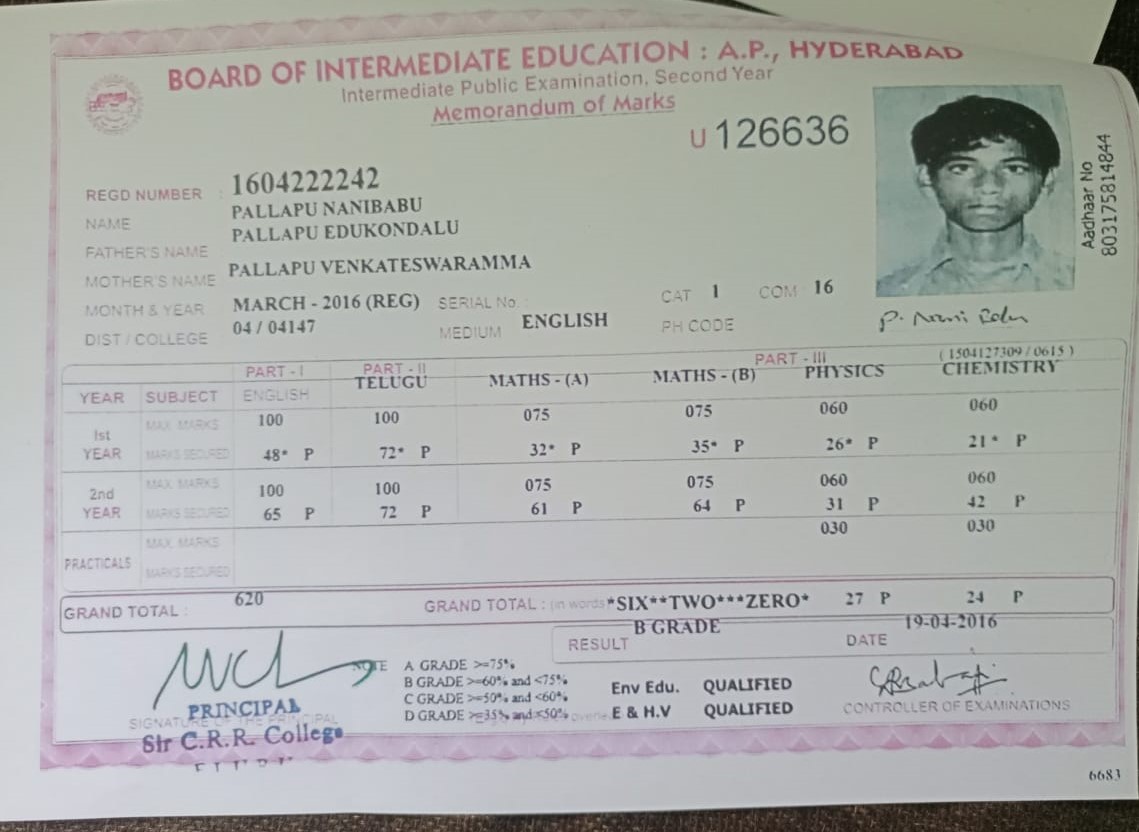 BOARD OF INTERMEDIATE EDUCATION : A.P., HYDERABAD
Intermediate Public Examination, Second Year
Memorandum of Marks
U 126636
Aadhaar No 803175814844
REGD NUMBER : 1604222242
NAME PALLAPU NANIBABU
FATHER'S NAME PALLAPU EDUKONDALU
MOTHER'S NAME PALLAPU VENKATESWARAMMA
MONTH & YEAR MARCH - 2016 (REG) SERIAL No : CAT 1 COM 16
DIST / COLLEGE 04 / 04147 MEDIUM ENGLISH PH CODE
P. Nani
PART - I PART - II PART - III ( 1504127309 / 0615 )
YEAR SUBJECT ENGLISH TELUGU MATHS - (A) MATHS - (B) PHYSICS CHEMISTRY
Ist YEAR MAX. MARKS 100 100 075 075 060 060
MARKS SECURED 48* P 72* P 32* P 35* P 26* P 21* P
2nd YEAR MAX. MARKS 100 100 075 075 060 060
MARKS SECURED 65 P 72 P 61 P 64 P 31 P 42 P
PRACTICALS MAX. MARKS 030 030
MARKS SECURED 27 P 24 P
GRAND TOTAL : 620 GRAND TOTAL : (in words *SIX**TWO***ZERO*
RESULT B GRADE DATE 19-04-2016
NOTE A GRADE >=75%
B GRADE >=60% and <75%
C GRADE >=50% and <60%
D GRADE >=35% and <50%
Env Edu. QUALIFIED
E & H.V QUALIFIED
CONTROLLER OF EXAMINATIONS
PRINCIPAL
SIGNATURE OF THE PRINCIPAL
Sir C.R.R. College
6683